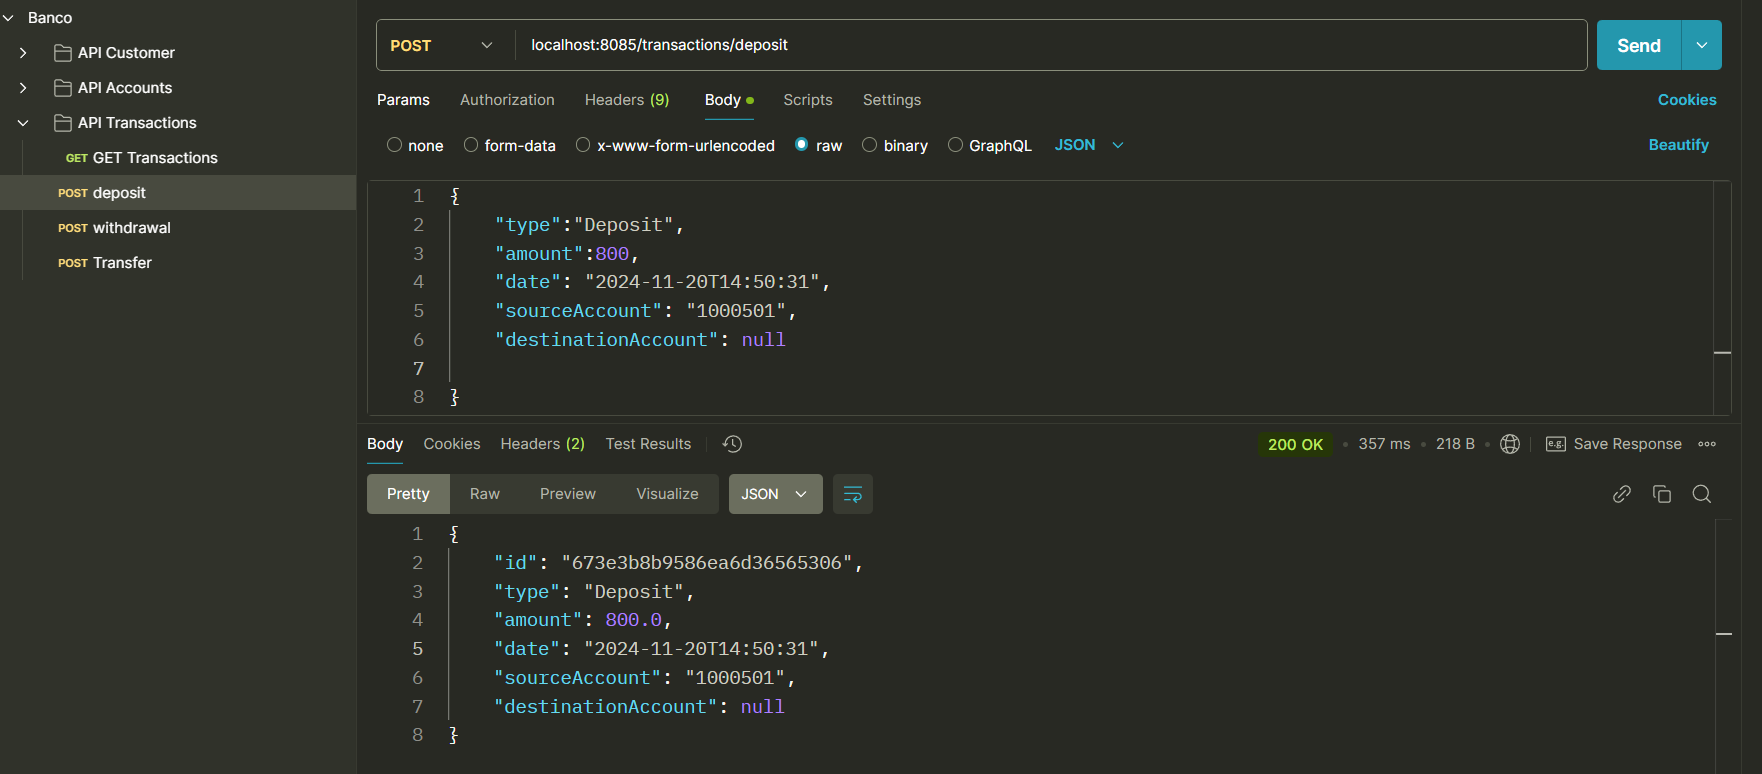 Banco
API Customer
API Accounts
API Transactions
GET GET Transactions
POST deposit
POST withdrawal
POST Transfer
POST localhost:8085/transactions/deposit Send
Params Authorization Headers (9) Body Scripts Settings Cookies
none form-data x-www-form-urlencoded raw binary GraphQL JSON Beautify
1 {
2 "type":"Deposit",
3 "amount":800,
4 "date": "2024-11-20T14:50:31",
5 "sourceAccount": "1000501",
6 "destinationAccount": null
7
8 }
Body Cookies Headers (2) Test Results 200 OK 357 ms 218 B e.g. Save Response
Pretty Raw Preview Visualize JSON
1 {
2 "id": "673e3b8b9586ea6d36565306",
3 "type": "Deposit",
4 "amount": 800.0,
5 "date": "2024-11-20T14:50:31",
6 "sourceAccount": "1000501",
7 "destinationAccount": null
8 }